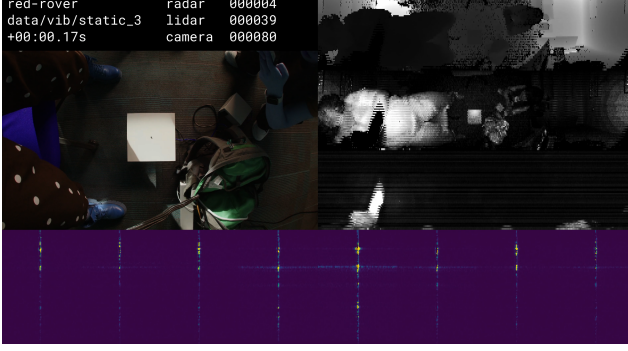 red-rover radar 000004
data/vib/static_3 lidar 000039
+00:00.17s camera 000080